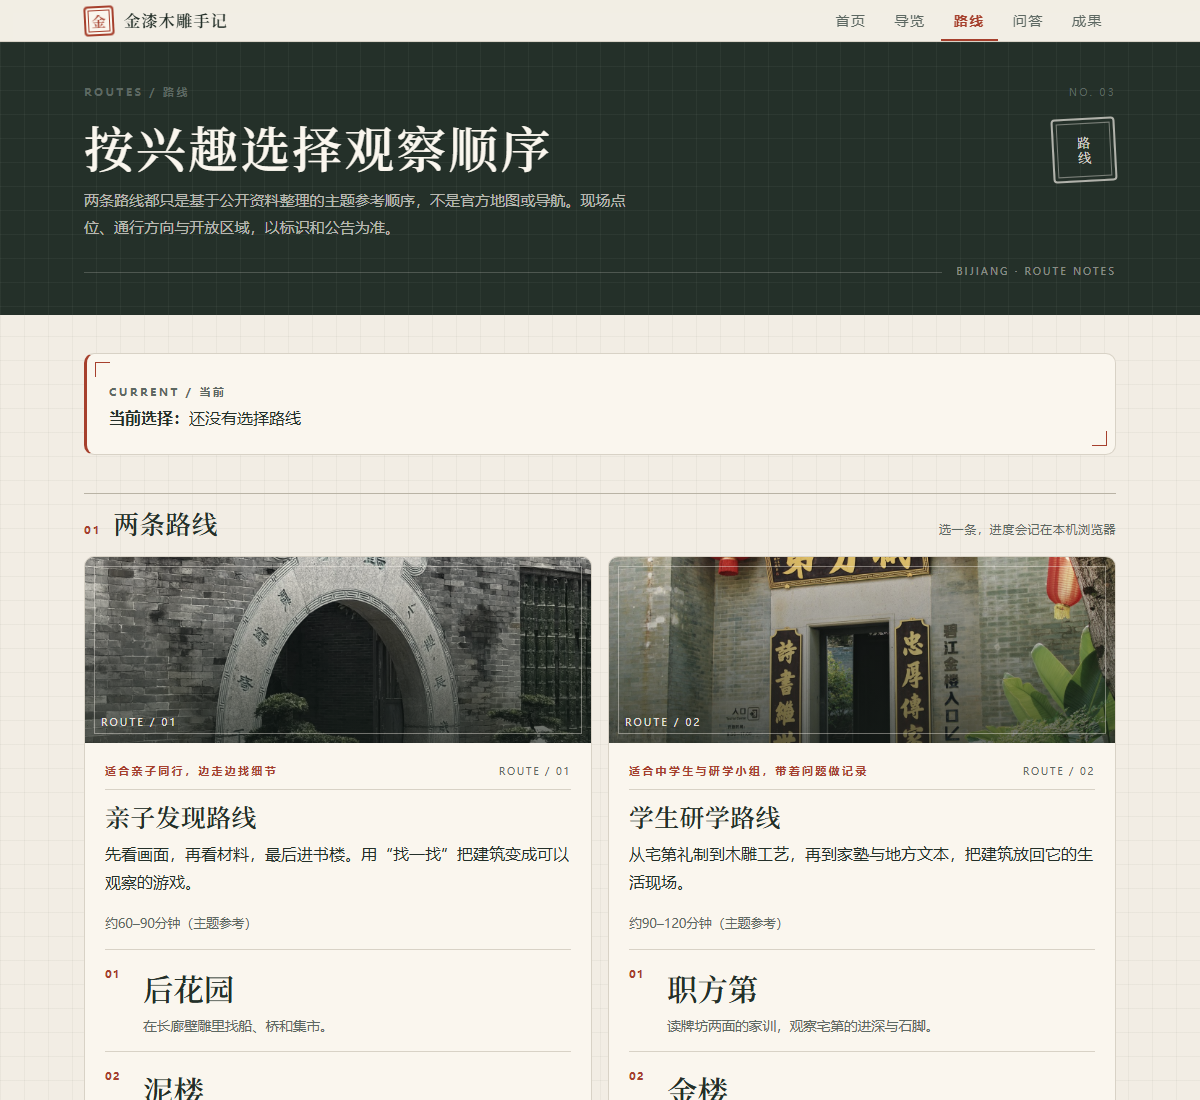 金
金漆木雕手记
首页
导览
路线
问答
成果
ROUTES / 路线
NO. 03
按兴趣选择观察顺序
路
线
两条路线都只是基于公开资料整理的主题参考顺序，不是官方地图或导航。现场点
位、通行方向与开放区域，以标识和公告为准。
BIJIANG · ROUTE NOTES
CURRENT / 当前
当前选择：还没有选择路线
01 两条路线
选一条，进度会记在本机浏览器
ROUTE / 01
適合亲子同行，边走边找细节
ROUTE / 01
亲子发现路线
先看画面，再看材料，最后进书楼。用“找一找”把建筑变成可以
观察的游戏。
约60–90分钟（主题参考）
01
后花园
在长廊壁雕里找船、桥和集市。
02
泥楼
詩書繼世
忠厚傳家
碧江金楼入口
入口
ROUTE / 02
适合中学生与研学小组，带着问题做记录
ROUTE / 02
学生研学路线
从宅第礼制到木雕工艺，再到家塾与地方文本，把建筑放回它的生
活现场。
约90–120分钟（主题参考）
01
职方第
读牌坊两面的家训，观察宅第的进深与石脚。
02
金楼